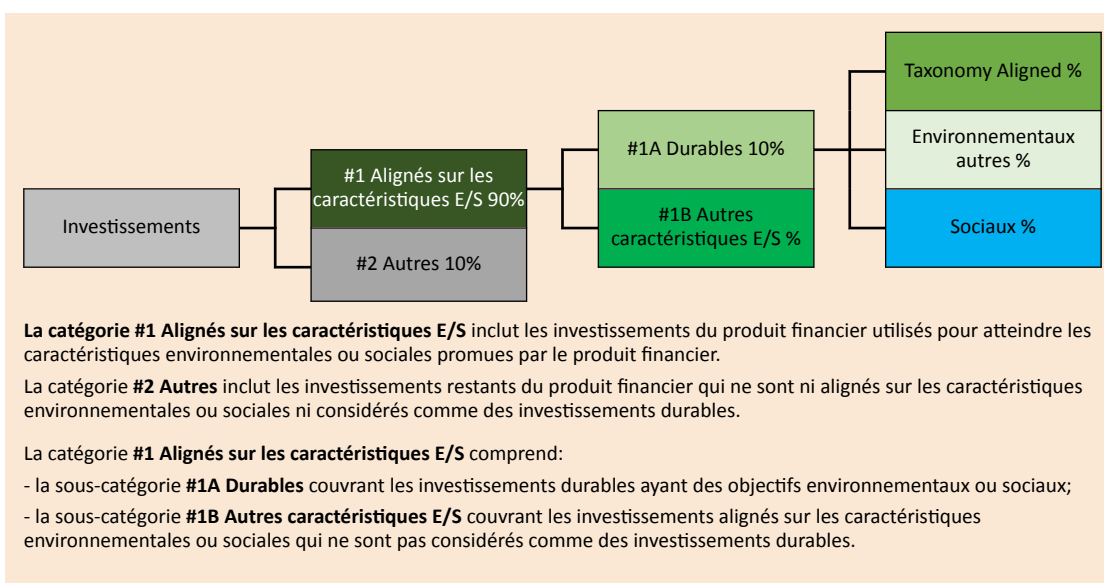 Taxonomy Aligned %
#1A Durables 10%
Environnementaux
autres %
#1 Alignés sur les
caractéristiques E/S 90%
Investissements
#1B Autres
caractéristiques E/S %
Sociaux %
#2 Autres 10%
La catégorie #1 Alignés sur les caractéristiques E/S inclut les investissements du produit financier utilisés pour atteindre les
caractéristiques environnementales ou sociales promues par le produit financier.
La catégorie #2 Autres inclut les investissements restants du produit financier qui ne sont ni alignés sur les caractéristiques
environnementales ou sociales ni considérés comme des investissements durables.
La catégorie #1 Alignés sur les caractéristiques E/S comprend:
- la sous-catégorie #1A Durables couvrant les investissements durables ayant des objectifs environnementaux ou sociaux;
- la sous-catégorie #1B Autres caractéristiques E/S couvrant les investissements alignés sur les caractéristiques
environnementales ou sociales qui ne sont pas considérés comme des investissements durables.